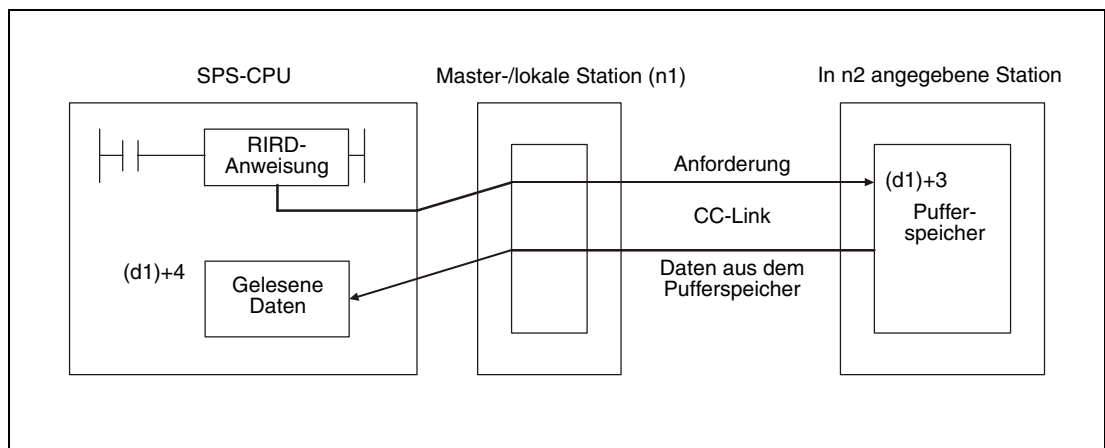 SPS-CPU
Master-/lokale Station (n1)
In n2 angegebene Station
RIRD-
Anweisung
Anforderung
(d1)+3
Puffer-
speicher
CC-Link
(d1)+4
Gelesene
Daten
Daten aus dem
Pufferspeicher